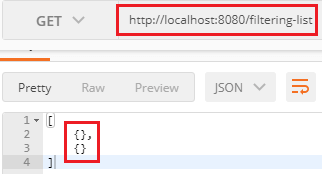 GET http://localhost:8080/filtering-list
Pretty Raw Preview JSON
1 [
2 {},
3 {}
4 ]